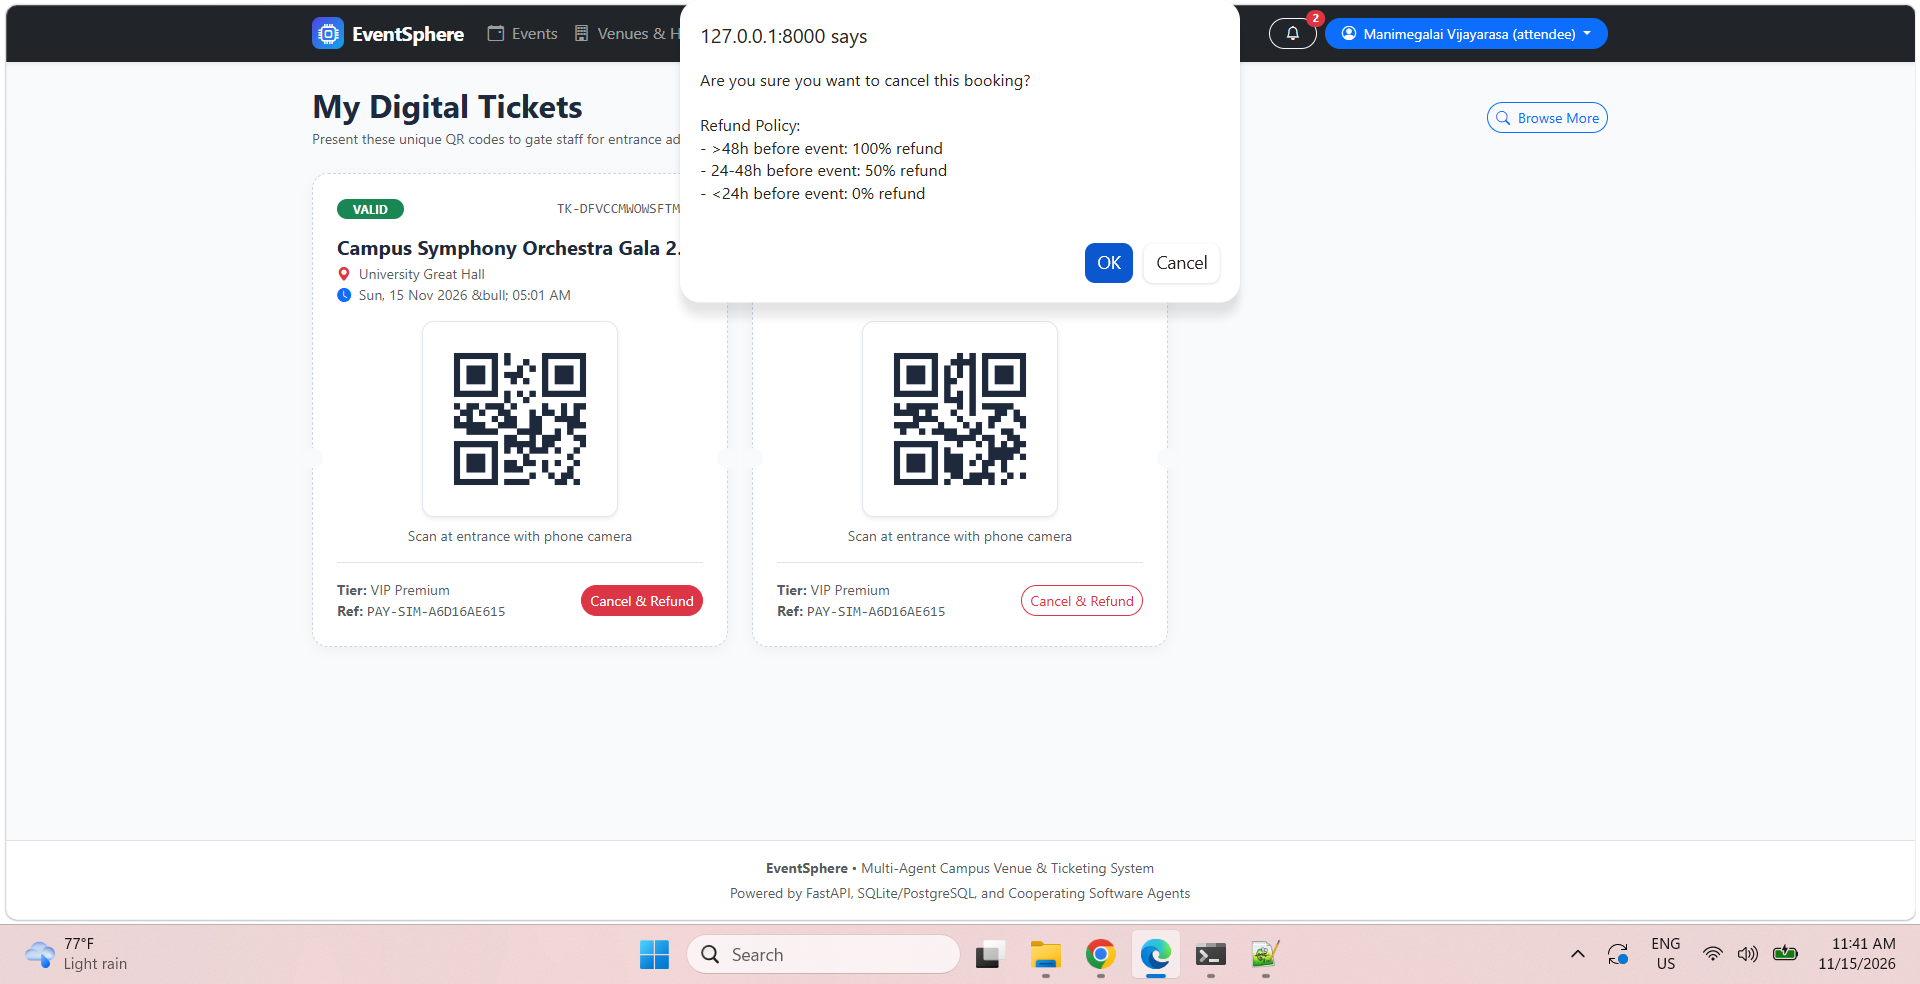 EventSphere
Events
Venues & H
2
Manimegalai Vijayarasa (attendee)
127.0.0.1:8000 says
Are you sure you want to cancel this booking?
Refund Policy:
- >48h before event: 100% refund
- 24-48h before event: 50% refund
- <24h before event: 0% refund
OK
Cancel
My Digital Tickets
Present these unique QR codes to gate staff for entrance ad
Browse More
VALID
TK-DFVCCMWOWSFTM
Campus Symphony Orchestra Gala 2.
University Great Hall
Sun, 15 Nov 2026 &bull; 05:01 AM
Scan at entrance with phone camera
Tier: VIP Premium
Ref: PAY-SIM-A6D16AE615
Cancel & Refund
Scan at entrance with phone camera
Tier: VIP Premium
Ref: PAY-SIM-A6D16AE615
Cancel & Refund
EventSphere • Multi-Agent Campus Venue & Ticketing System
Powered by FastAPI, SQLite/PostgreSQL, and Cooperating Software Agents
77°F
Light rain
Search
ENG
US
11:41 AM
11/15/2026